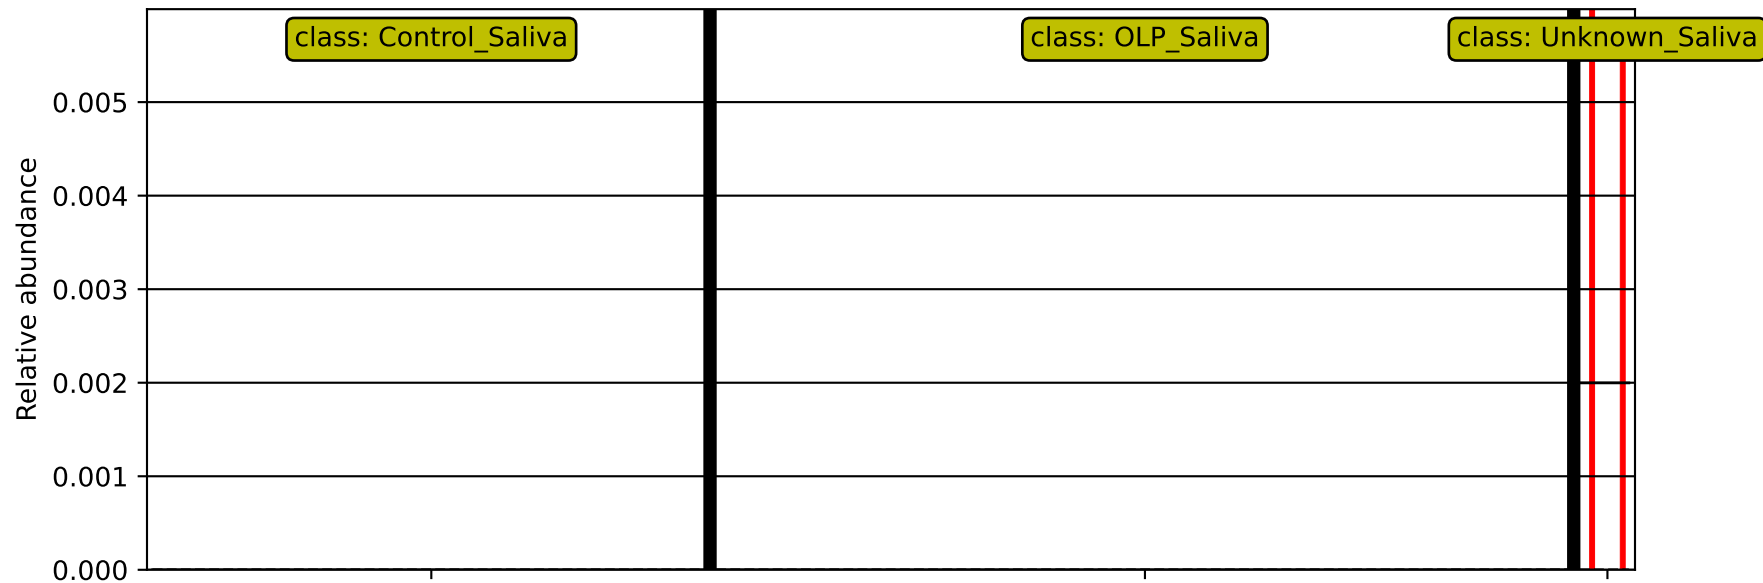 class: Control_Saliva
class: OLP_Saliva
class: Unknown_Saliva
Relative abundance
0.005
0.004
0.003
0.002
0.001
0.000